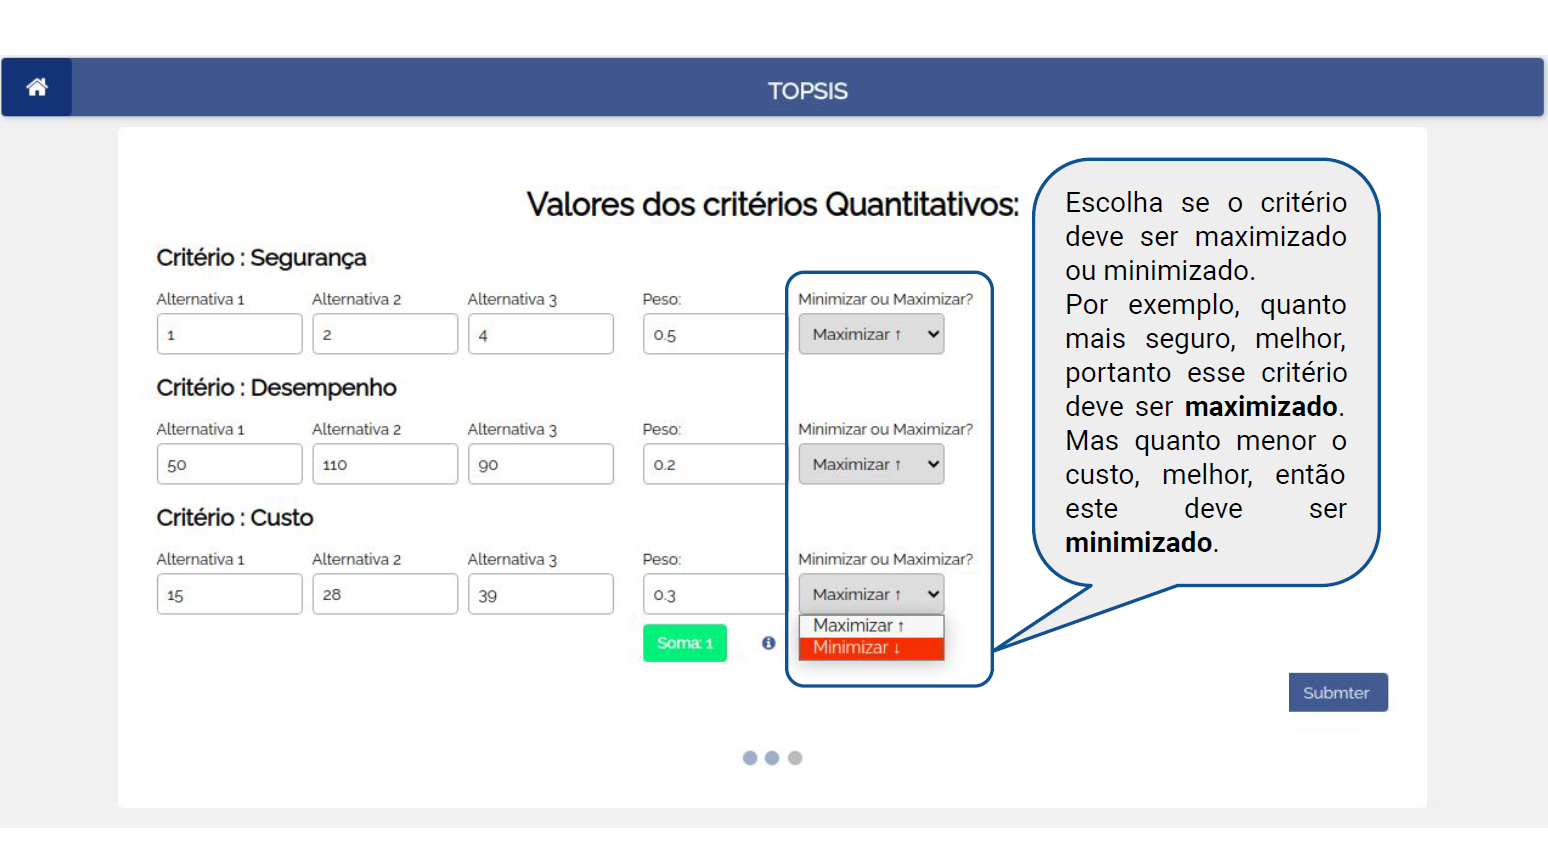 TOPSIS
Valores dos critérios Quantitativos:
Critério : Segurança
Alternativa 1 Alternativa 2 Alternativa 3 Peso: Minimizar ou Maximizar?
1 2 4 0.5 Maximizar ↑
Critério : Desempenho
Alternativa 1 Alternativa 2 Alternativa 3 Peso: Minimizar ou Maximizar?
50 110 90 0.2 Maximizar ↑
Critério : Custo
Alternativa 1 Alternativa 2 Alternativa 3 Peso: Minimizar ou Maximizar?
15 28 39 0.3 Maximizar ↑
Maximizar ↑
Soma: 1 Minimizar ↓
Submter
Escolha se o critério
deve ser maximizado
ou minimizado.
Por exemplo, quanto
mais seguro, melhor,
portanto esse critério
deve ser maximizado.
Mas quanto menor o
custo, melhor, então
este deve ser
minimizado.